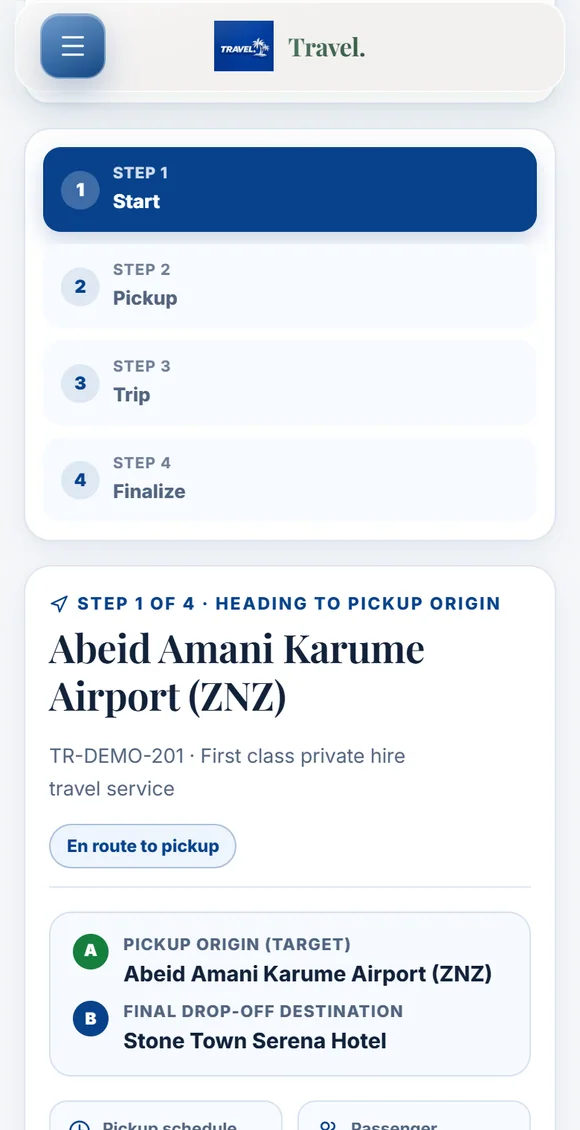 TRAVEL.
Travel.
1
STEP 1
Start
2
STEP 2
Pickup
3
STEP 3
Trip
4
STEP 4
Finalize
STEP 1 OF 4 · HEADING TO PICKUP ORIGIN
Abeid Amani Karume
Airport (ZNZ)
TR-DEMO-201 · First class private hire
travel service
En route to pickup
A
PICKUP ORIGIN (TARGET)
Abeid Amani Karume Airport (ZNZ)
B
FINAL DROP-OFF DESTINATION
Stone Town Serena Hotel
Pickup schedule
Passenger